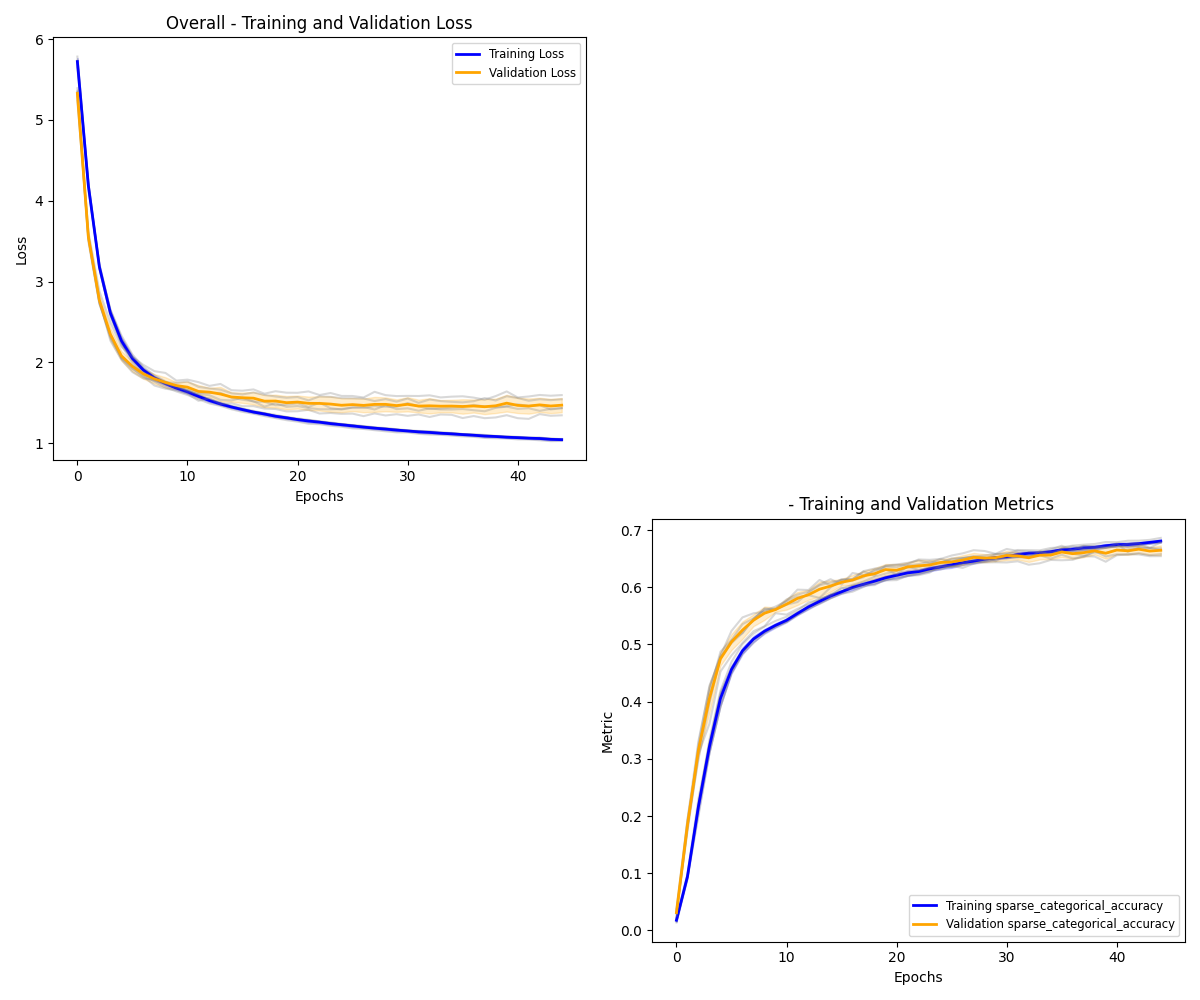 Overall - Training and Validation Loss
6
5
4
3
2
1
Loss
Training Loss
Validation Loss
0 10 20 30 40
Epochs
- Training and Validation Metrics
0.7
0.6
0.5
0.4
0.3
0.2
0.1
0.0
Metric
Training sparse_categorical_accuracy
Validation sparse_categorical_accuracy
0 10 20 30 40
Epochs